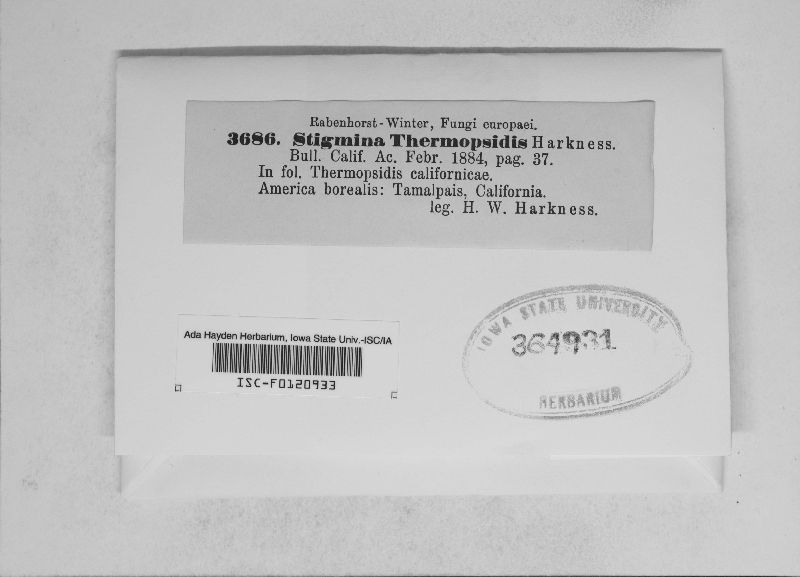 Rabenhorst-Winter, Fungi europaei.
3686. Stigmina Thermopsidis Harkness.
Bull. Calif. Ac. Febr. 1884, pag. 37.
In fol. Thermopsidis californicae.
America borealis: Tamalpais, California.
leg. H. W. Harkness.
Ada Hayden Herbarium, Iowa State Univ.-ISC/IA
ISC-F0120933
IOWA STATE UNIVERSITY
364931
HERBARIUM